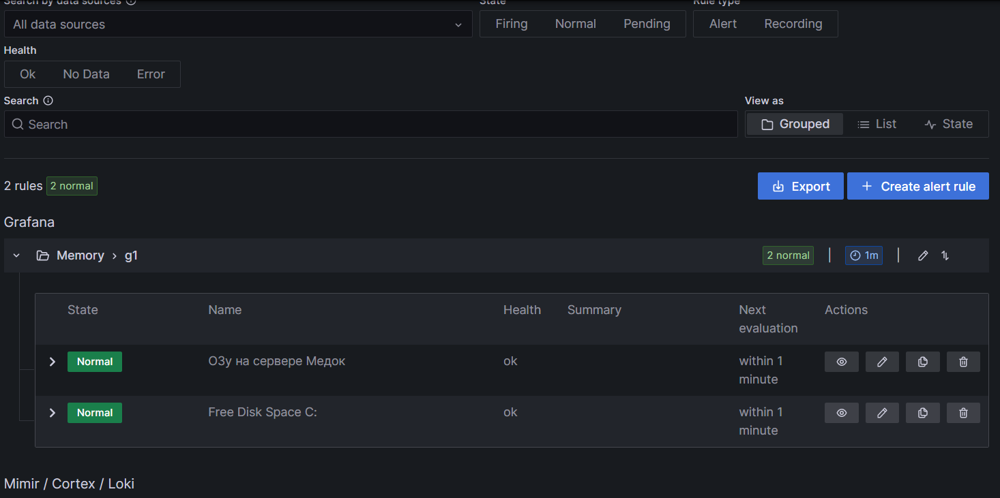 Search by data sources
State
Rule type
All data sources
Firing Normal Pending
Alert Recording
Health
Ok No Data Error
Search
View as
Search
Grouped List State
2 rules 2 normal
Export
Create alert rule
Grafana
Memory > g1
2 normal
1m
State Name Health Summary Next evaluation Actions
Normal ОЗу на сервере Медок ok within 1
minute
Normal Free Disk Space C: ok within 1
minute
Mimir / Cortex / Loki